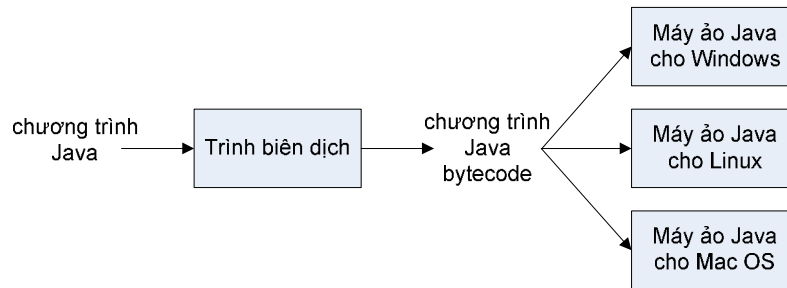 chương trình
Java
Trình biên dịch
chương trình
Java
bytecode
Máy ảo Java
cho Windows
Máy ảo Java
cho Linux
Máy ảo Java
cho Mac OS